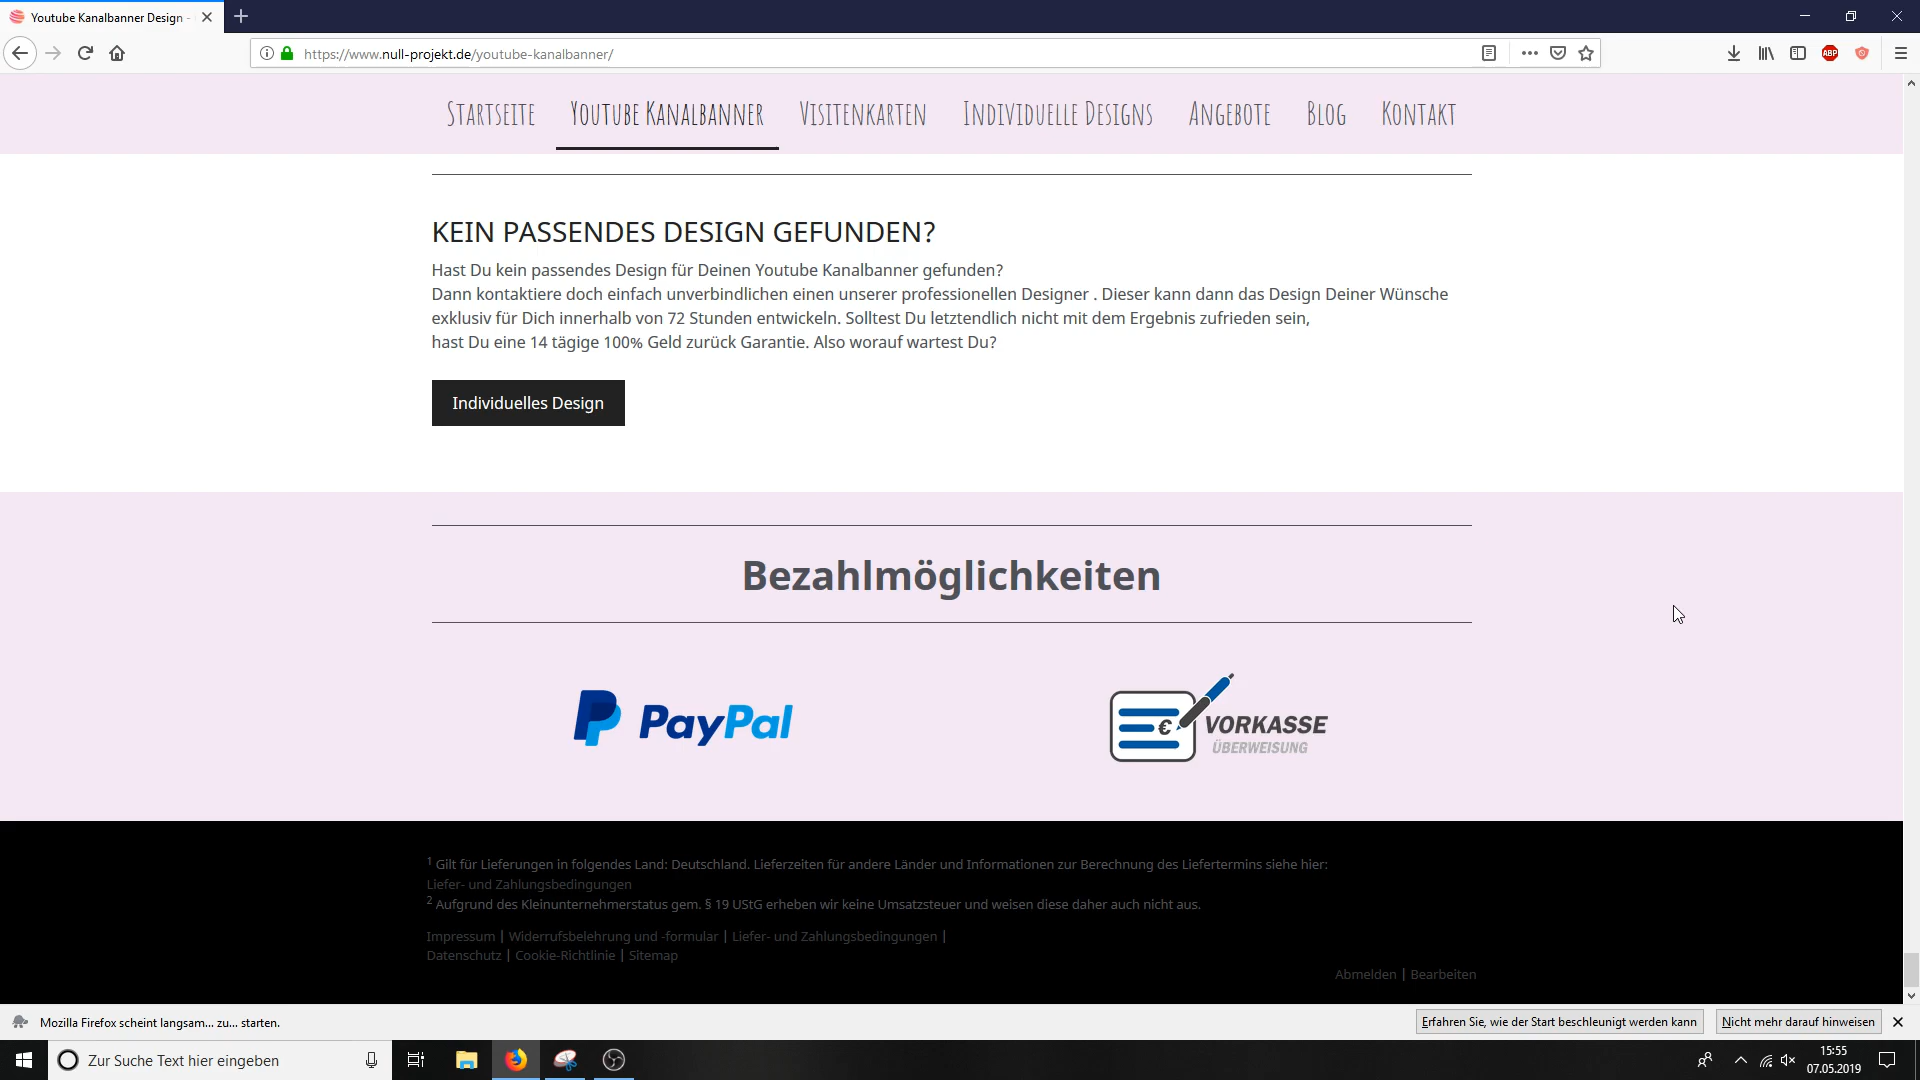 Youtube Kanalbanner Design -
https://www.null-projekt.de/youtube-kanalbanner/
ABP
Startseite Youtube Kanalbanner Visitenkarten Individuelle Designs Angebote Blog Kontakt
KEIN PASSENDES DESIGN GEFUNDEN?
Hast Du kein passendes Design für Deinen Youtube Kanalbanner gefunden?
Dann kontaktiere doch einfach unverbindlichen einen unserer professionellen Designer . Dieser kann dann das Design Deiner Wünsche
exklusiv für Dich innerhalb von 72 Stunden entwickeln. Solltest Du letztendlich nicht mit dem Ergebnis zufrieden sein,
hast Du eine 14 tägige 100% Geld zurück Garantie. Also worauf wartest Du?
Individuelles Design
Bezahlmöglichkeiten
PayPal
€ VORKASSE
ÜBERWEISUNG
1 Gilt für Lieferungen in folgendes Land: Deutschland. Lieferzeiten für andere Länder und Informationen zur Berechnung des Liefertermins siehe hier:
Liefer- und Zahlungsbedingungen
2 Aufgrund des Kleinunternehmerstatus gem. § 19 UStG erheben wir keine Umsatzsteuer und weisen diese daher auch nicht aus.
Impressum | Widerrufsbelehrung und -formular | Liefer- und Zahlungsbedingungen |
Datenschutz | Cookie-Richtlinie | Sitemap
Abmelden | Bearbeiten
Mozilla Firefox scheint langsam... zu... starten.
Erfahren Sie, wie der Start beschleunigt werden kann
Nicht mehr darauf hinweisen
Zur Suche Text hier eingeben
15:55
07.05.2019